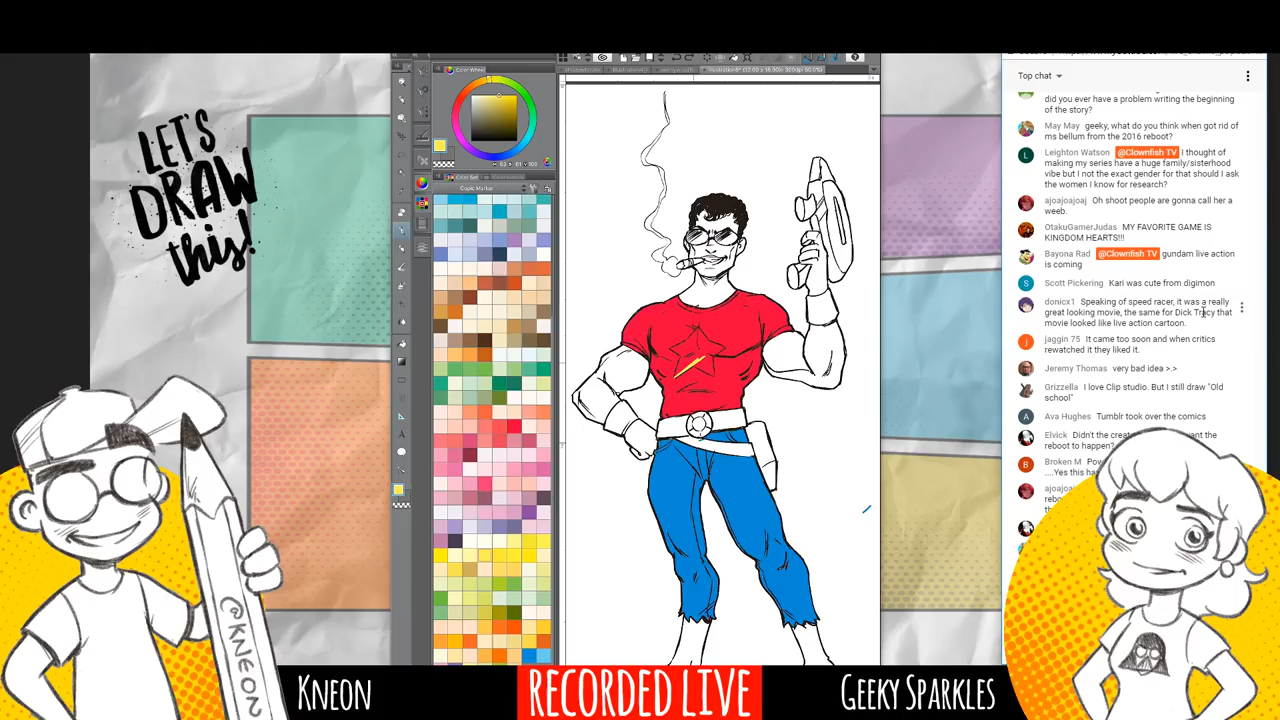 LET'S
DRAW
this!
Color Wheel
Color Set
Copic Marker
Top chat
did you ever have a problem writing the beginning
of the story?
May May geeky, what do you think when got rid of
ms bellum from the 2016 reboot?
L Leighton Watson @Clownfish TV I thought of
making my series have a huge family/sisterhood
vibe but I not the exact gender for that should I ask
the women I know for research?
ajoajoajoaj Oh shoot people are gonna call her a
weeb.
OtakuGamerJudas MY FAVORITE GAME IS
KINGDOM HEARTS!!!
Bayona Rad @Clownfish TV gundam live action
is coming
S Scott Pickering Kari was cute from digimon
donicx1 Speaking of speed racer, it was a really
great looking movie, the same for Dick Tracy that
movie looked like live action cartoon.
j jaggin 75 It came too soon and when critics
rewatched it they liked it.
Jeremy Thomas very bad idea >.>
Grizzella I love Clip studio. But I still draw "Old
school"
A Ava Hughes Tumblr took over the comics
Elvick Didn't the
reboot to happen?
B Broken M
....Yes this
@KNEON
KNEON
RECORDED LIVE
GEEKY SPARKLES